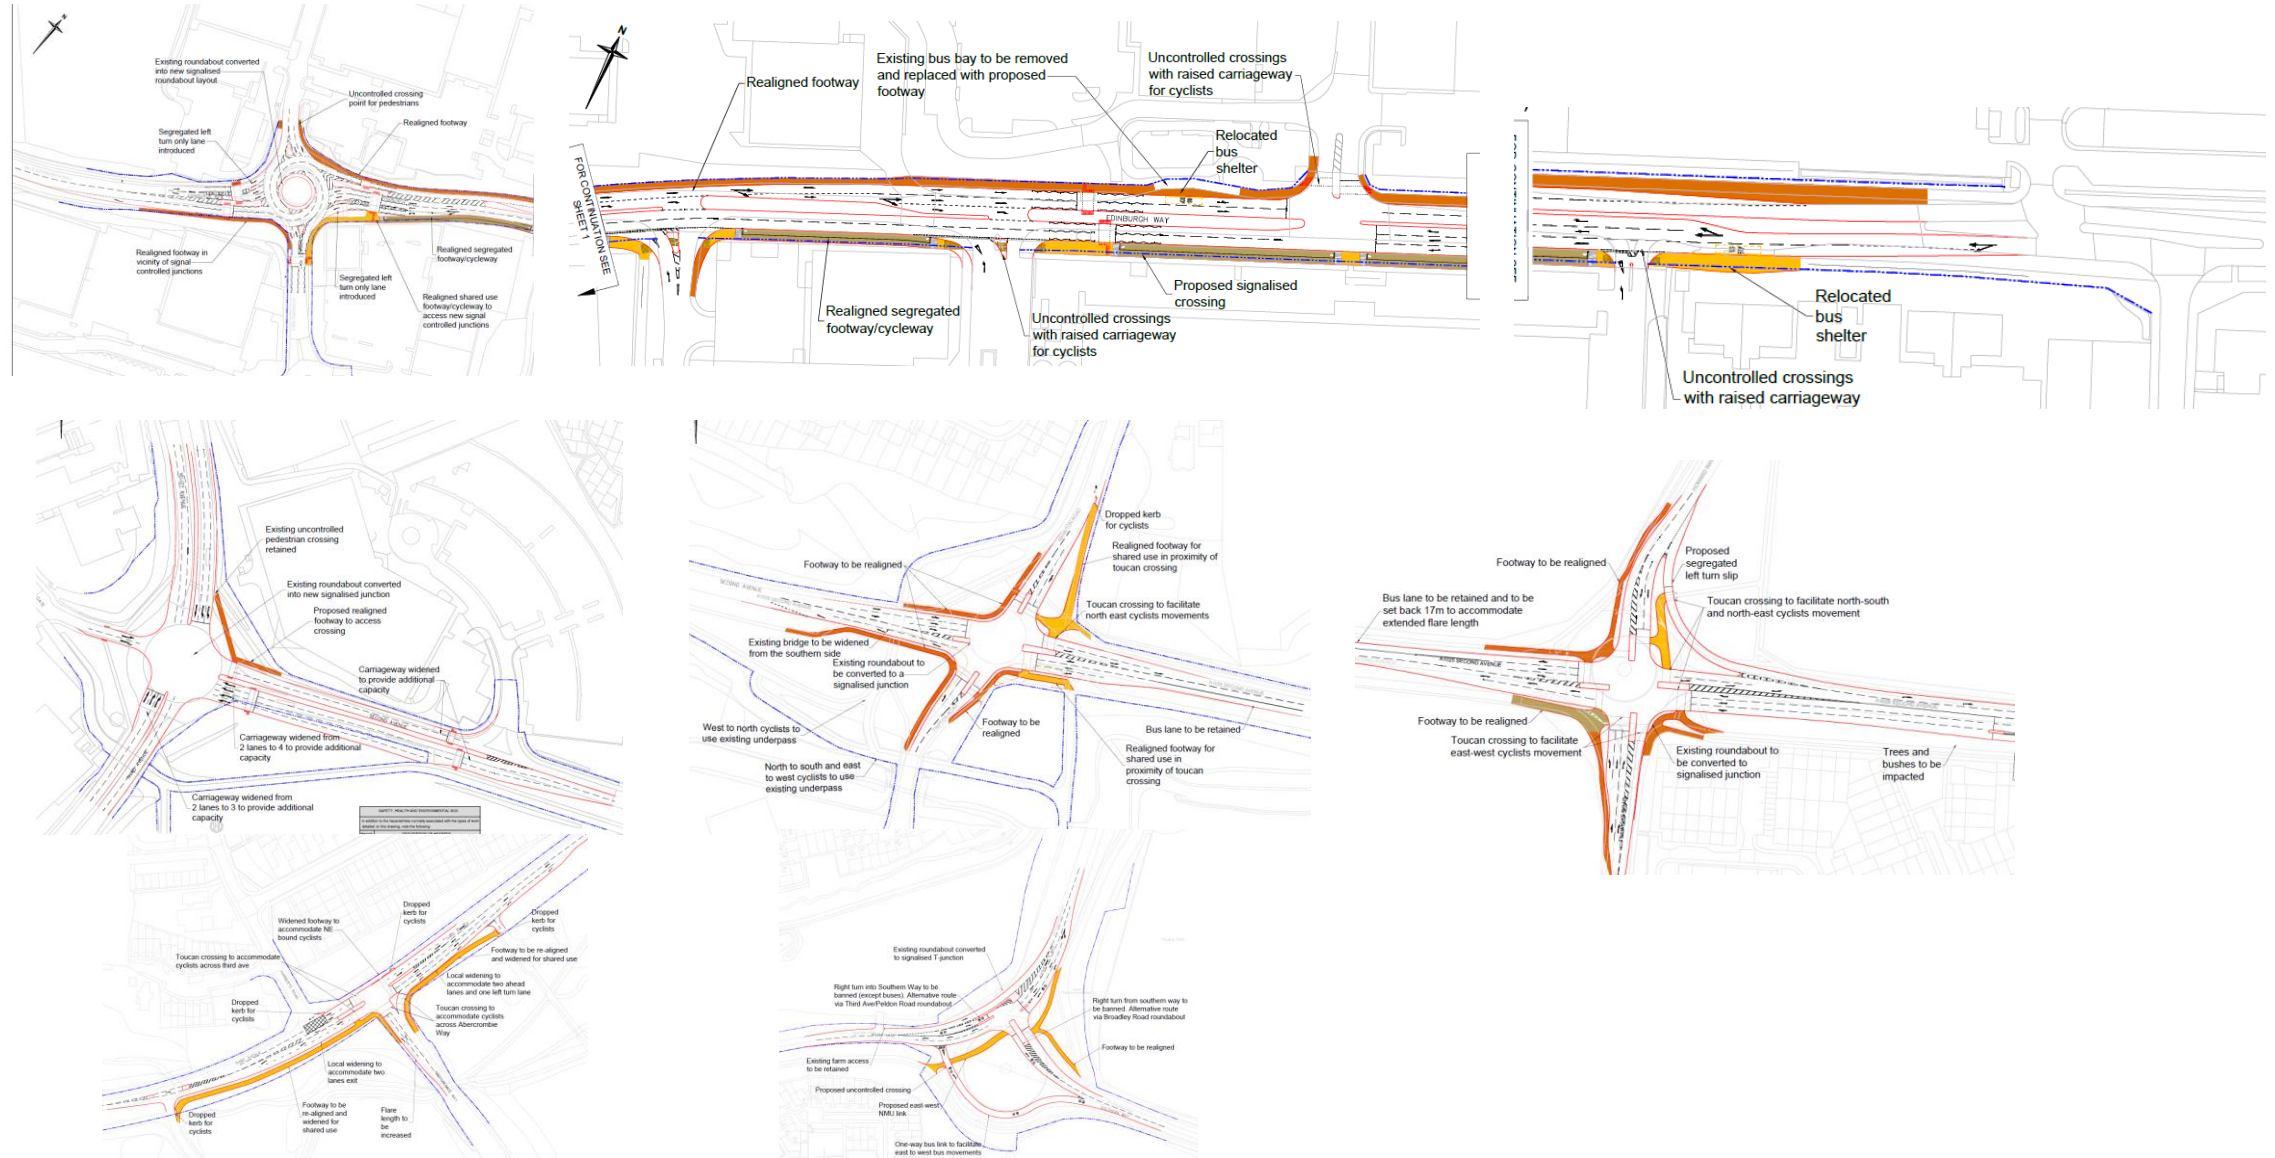 Existing roundabout converted
into new signalised
roundabout layout
Uncontrolled crossing
point for pedestrians
Realigned footway
Segregated left
turn only lane
introduced
Realigned footway in
vicinity of signal
controlled junctions
Segregated left
turn only lane
introduced
Realigned segregated
footway/cycleway
Realigned shared use
footway/cycleway to
access new signal
controlled junctions
N
Realigned footway
Existing bus bay to be removed
and replaced with proposed
footway
Uncontrolled crossings
with raised carriageway
for cyclists
Relocated
bus
shelter
FOR CONTINUATION SEE
SHEET 1
EDINBURGH WAY
Proposed signalised
crossing
Realigned segregated
footway/cycleway
Uncontrolled crossings
with raised carriageway
for cyclists
Relocated
bus
shelter
Uncontrolled crossings
with raised carriageway
Existing uncontrolled
pedestrian crossing
retained
Existing roundabout converted
into new signalised junction
Proposed realigned
footway to access
crossing
Carriageway widened
to provide additional
capacity
SECOND AVENUE
Carriageway widened from
2 lanes to 4 to provide additional
capacity
Carriageway widened from
2 lanes to 3 to provide additional
capacity
SAFETY, HEALTH AND ENVIRONMENTAL
Dropped kerb
for cyclists
Realigned footway for
shared use in proximity of
toucan crossing
Footway to be realigned
SECOND AVENUE
Toucan crossing to facilitate
north east cyclists movements
Existing bridge to be widened
from the southern side
Existing roundabout to
be converted to a
signalised junction
West to north cyclists to
use existing underpass
Footway to be
realigned
Bus lane to be retained
North to south and east
to west cyclists to use
existing underpass
Realigned footway for
shared use in
proximity of toucan
crossing
Footway to be realigned
Proposed
segregated
left turn slip
Bus lane to be retained and to be
set back 17m to accommodate
extended flare length
Toucan crossing to facilitate north-south
and north-east cyclists movement
A1025 SECOND AVENUE
Footway to be realigned
Toucan crossing to facilitate
east-west cyclists movement
Existing roundabout to
be converted to
signalised junction
Trees and
bushes to be
impacted
Dropped
kerb for
cyclists
Dropped
kerb for
cyclists
Widened footway to
accommodate NE
bound cyclists
Footway to be re-aligned
and widened for shared use
Toucan crossing to accommodate
cyclists across third ave
Local widening to
accommodate two ahead
lanes and one left turn lane
Dropped
kerb for
cyclists
Toucan crossing to
accommodate cyclists
across Abercrombie
Way
Local widening to
accommodate two
lanes exit
Dropped
kerb for
cyclists
Footway to be
re-aligned and
widened for
shared use
Flare
length to
be
increased
Existing roundabout converted
to signalised T-junction
Right turn into Southern Way to be
banned (except buses). Alternative route
via Third Ave/Peldon Road roundabout
Right turn from southern way to
be banned. Alternative route
via Broadley Road roundabout
Footway to be realigned
Existing farm access
to be retained
Proposed uncontrolled crossing
Proposed east-west
NMU link
One-way bus link to facilitate
east to west bus movements